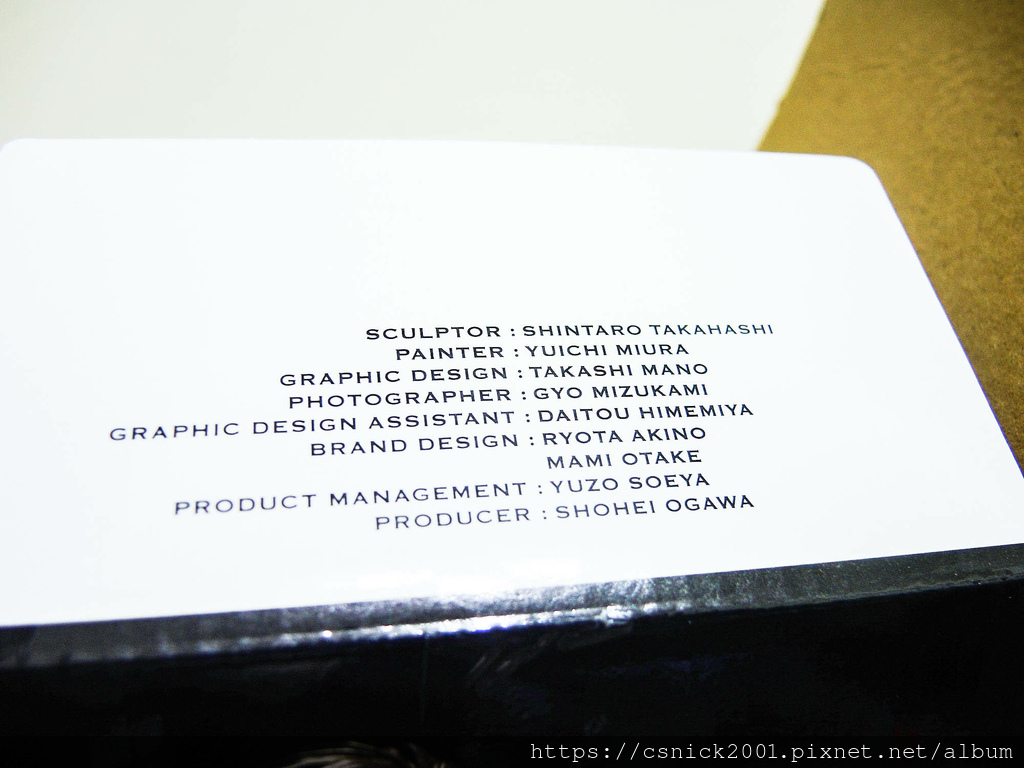 SCULPTOR : SHINTARO TAKAHASHI
PAINTER : YUICHI MIURA
GRAPHIC DESIGN : TAKASHI MANO
PHOTOGRAPHER : GYO MIZUKAMI
GRAPHIC DESIGN ASSISTANT : DAITOU HIMEMIYA
BRAND DESIGN : RYOTA AKINO
MAMI OTAKE
PRODUCT MANAGEMENT : YUZO SOEYA
PRODUCER : SHOHEI OGAWA
https://csnick2001.pixnet.net/album